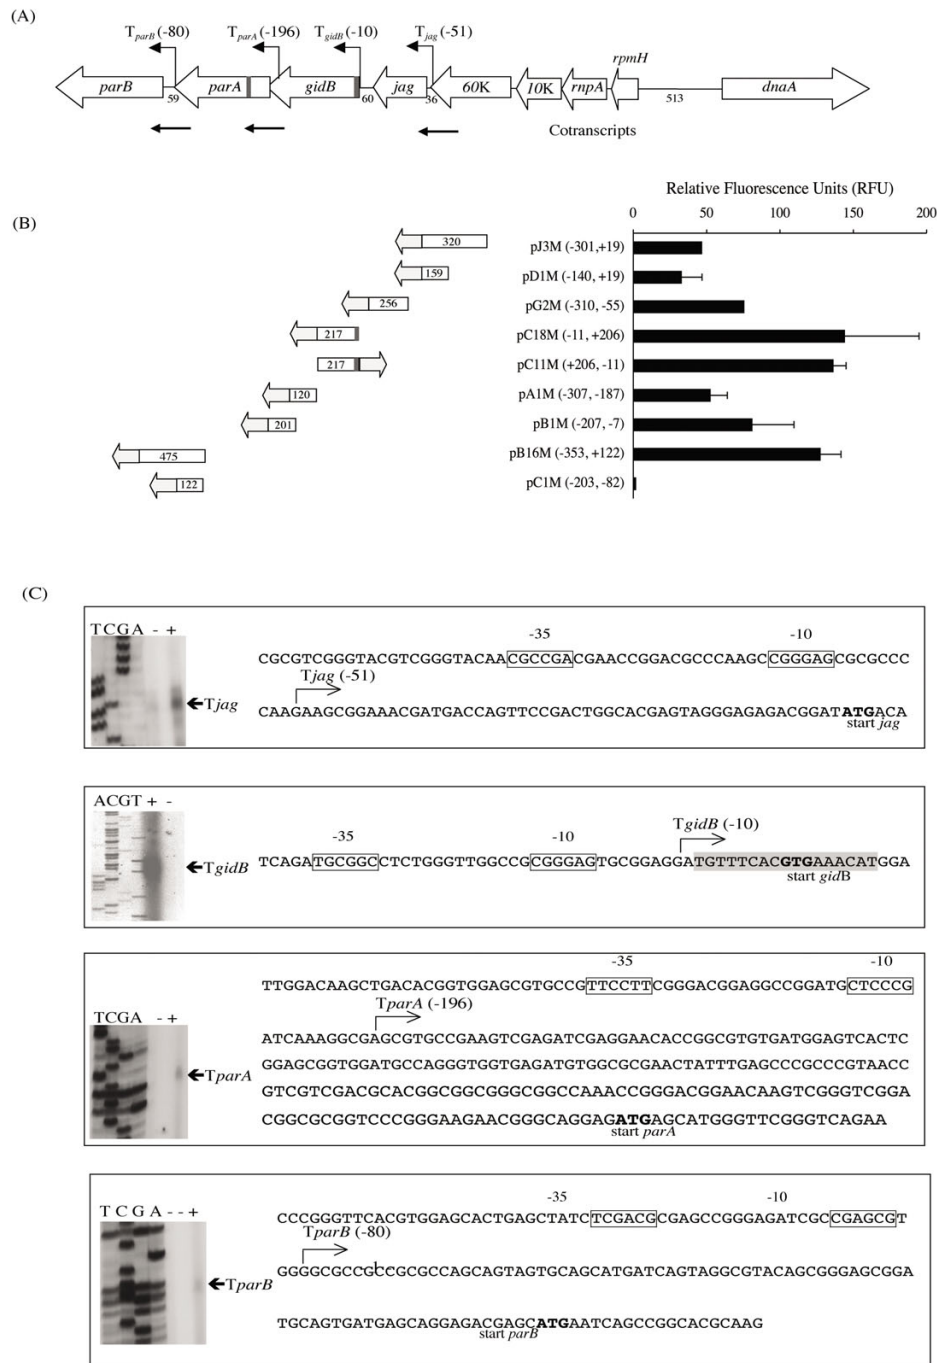 (A)
TparB (-80) TparA (-196) TgidB (-10) Tjag (-51)
rpmH
parB 59 parA gidB 60 jag 36 60K 10K rnpA 513 dnaA
Cotranscripts
Relative Fluorescence Units (RFU)
0 50 100 150 200
(B)
320 pJ3M (-301,+19)
159 pD1M (-140, +19)
256 pG2M (-310, -55)
217 pC18M (-11, +206)
217 pC11M (+206, -11)
120 pA1M (-307, -187)
201 pB1M (-207, -7)
475 pB16M (-353, +122)
122 pC1M (-203, -82)
(C)
T C G A - +
-35 -10
CGCGTCGGGTACGTCGGGTACAACGCCGACGAACCGGACGCCCAAGCCGGGAGCGCGCCC
Tjag (-51)
Tjag
CAAGAAGCGGAAACGATGACCAGTTCCGACTGGCACGAGTAGGGAGAGACGGATATGACA
start jag
ACGT + -
TgidB (-10)
-35 -10
TgidB
TCAGATGCGGCCTCTGGGTTGGCCGCGGGAGTGCGGAGGATGTTTCACGTGAAACATGGA
start gidB
-35 -10
TTGGACAAGCTGACACGGTGGAGCGTGCCGTTCCTTCGGGACGGAGGCCGGATGCTCCCG
TparA (-196)
TCGA - +
ATCAAAGGCGAGCGTGCCGAAGTCGAGATCGAGGAACACCGGCGTGTGATGGAGTCACTC
GGAGCGGTGGATGCCAGGGTGGTGAGATGTGGCGCGAACTATTTGAGCCCGCCCGTAACC
TparA
GTCGTCGACGCACGGCGGCGGGCGGCCAAACCGGGACGGAACAAGTCGGGTCGGA
CGGCGCGGTCCCGGGAAGAACGGGCAGGAGATGAGCATGGGTTCGGGTCAGAA
start parA
-35 -10
T C G A - - +
CCCGGGTTCACGTGGAGCACTGAGCTATCTCGACGCGAGCCGGGAGATCGCCGAGCGT
TparB (-80)
TparB
GGGGCGCCGCCGCGCCAGCAGTAGTGCAGCATGATCAGTAGGCGTACAGCGGGAGCGGA
TGCAGTGATGAGCAGGAGACGAGCATGAATCAGCCGGCACGCAAG
start parB